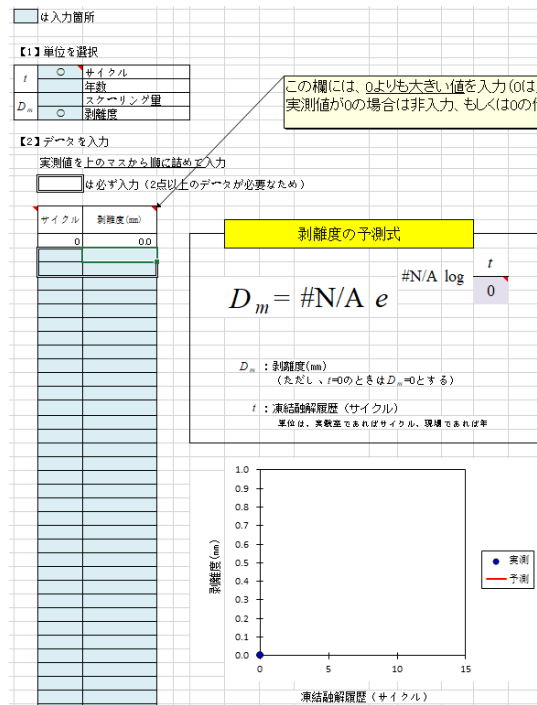 は入力箇所
【1】単位を選択
t ○ サイクル
年数
Dm スケーリング量
○ 剥離度
この欄には、0よりも大きい値を入力(0は
実測値が0の場合は非入力、もしくは0の
【2】データを入力
実測値を上のマスから順に詰めて入力
は必ず入力(2点以上のデータが必要なため)
サイクル 剥離度(mm)
0 0.0
剥離度の予測式
Dm = #N/A e #N/A log t 0
Dm :剥離度(mm)
(ただし、t=0のときはDm=0とする)
t :凍結融解履歴(サイクル)
単位は、実験室であればサイクル、現場であれば年
1.0
0.9
0.8
0.7
0.6
0.5
0.4
0.3
0.2
0.1
0.0
剥離度(mm)
0 5 10 15
凍結融解履歴(サイクル)
実測
予測